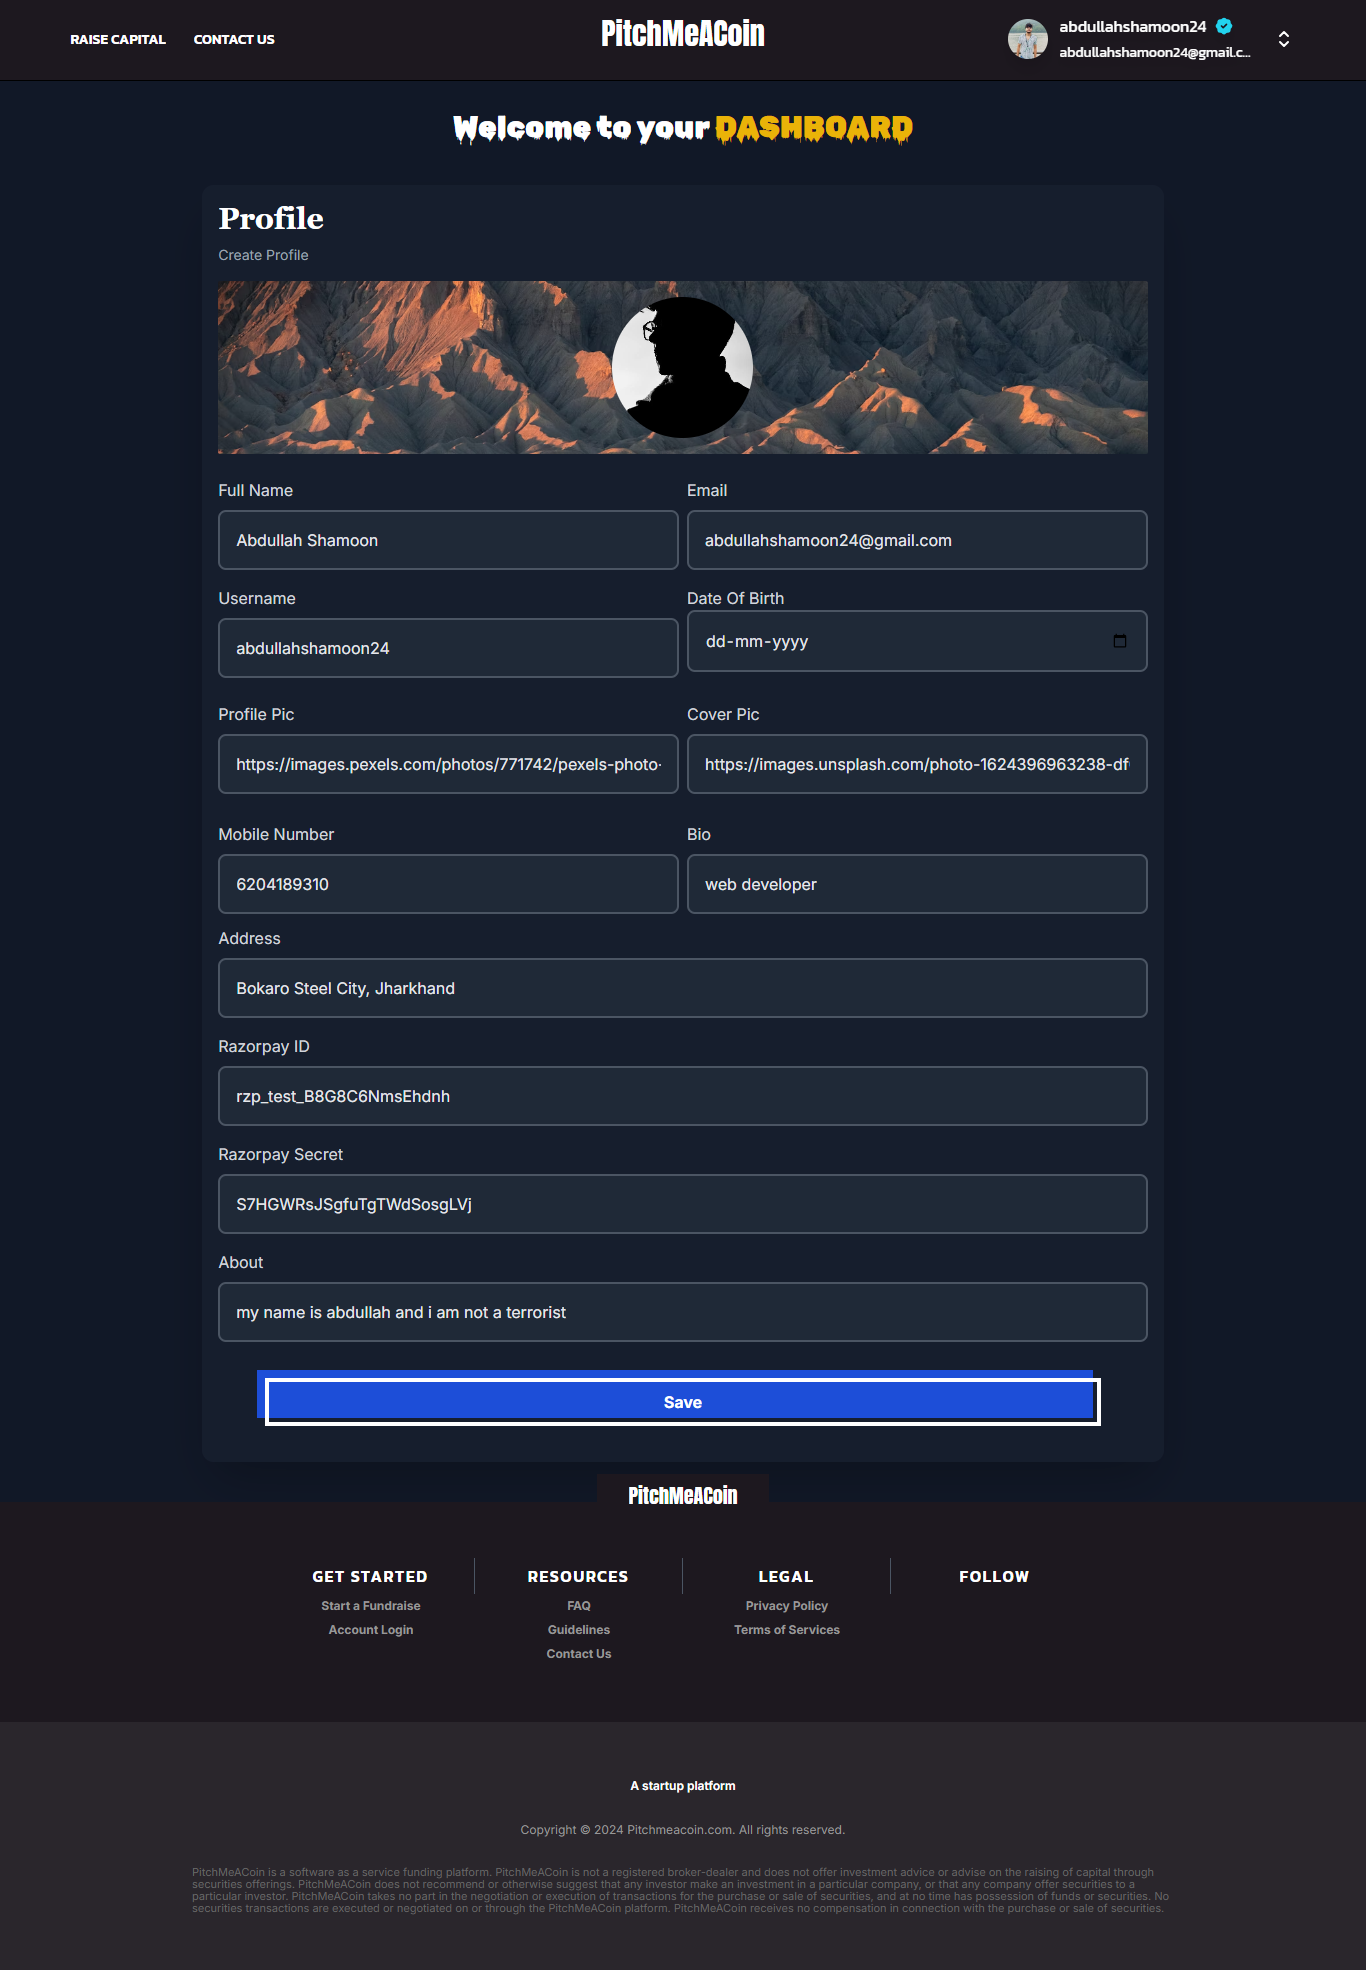 RAISE CAPITAL
CONTACT US
PitchMeACoin
abdullahshamoon24
abdullahshamoon24@gmail.c...
Welcome to your DASHBOARD
Profile
Create Profile
Full Name
Email
Abdullah Shamoon
abdullahshamoon24@gmail.com
Username
Date Of Birth
abdullahshamoon24
dd-mm-yyyy
Profile Pic
Cover Pic
https://images.pexels.com/photos/771742/pexels-photo-
https://images.unsplash.com/photo-1624396963238-df
Mobile Number
Bio
6204189310
web developer
Address
Bokaro Steel City, Jharkhand
Razorpay ID
rzp_test_B8G8C6NmsEhdnh
Razorpay Secret
S7HGWRsJSgfuTgTWdSosgLVj
About
my name is abdullah and i am not a terrorist
Save
PitchMeACoin
GET STARTED
Start a Fundraise
Account Login
RESOURCES
FAQ
Guidelines
Contact Us
LEGAL
Privacy Policy
Terms of Services
FOLLOW
A startup platform
Copyright © 2024 Pitchmeacoin.com. All rights reserved.
PitchMeACoin is a software as a service funding platform. PitchMeACoin is not a registered broker-dealer and does not offer investment advice or advise on the raising of capital through
securities offerings. PitchMeACoin does not recommend or otherwise suggest that any investor make an investment in a particular company, or that any company offer securities to a
particular investor. PitchMeACoin takes no part in the negotiation or execution of transactions for the purchase or sale of securities, and at no time has possession of funds or securities. No
securities transactions are executed or negotiated on or through the PitchMeACoin platform. PitchMeACoin receives no compensation in connection with the purchase or sale of securities.